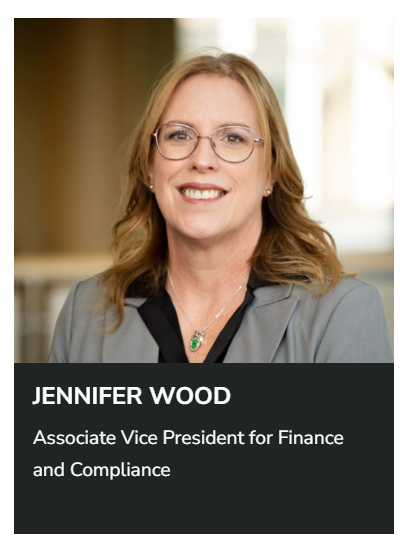 JENNIFER WOOD
Associate Vice President for Finance
and Compliance